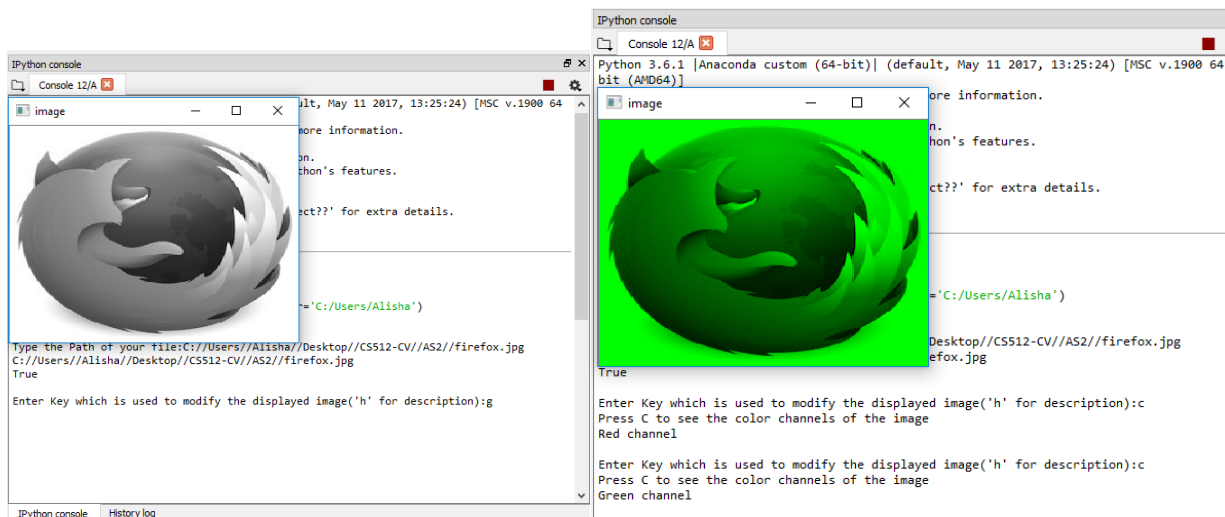 IPython console
Console 12/A
image
ult, May 11 2017, 13:25:24) [MSC v.1900 64
more information.
on.
thon's features.
ect??' for extra details.
r='C:/Users/Alisha')
Type the Path of your file:C://Users//Alisha//Desktop//CS512-CV//AS2//firefox.jpg
C://Users//Alisha//Desktop//CS512-CV//AS2//firefox.jpg
True
Enter Key which is used to modify the displayed image('h' for description):g
IPython console History log
IPython console
Console 12/A
Python 3.6.1 |Anaconda custom (64-bit)| (default, May 11 2017, 13:25:24) [MSC v.1900 64
bit (AMD64)]
image
ore information.
n.
hon's features.
ct??' for extra details.
='C:/Users/Alisha')
Desktop//CS512-CV//AS2//firefox.jpg
efox.jpg
True
Enter Key which is used to modify the displayed image('h' for description):c
Press C to see the color channels of the image
Red channel
Enter Key which is used to modify the displayed image('h' for description):c
Press C to see the color channels of the image
Green channel